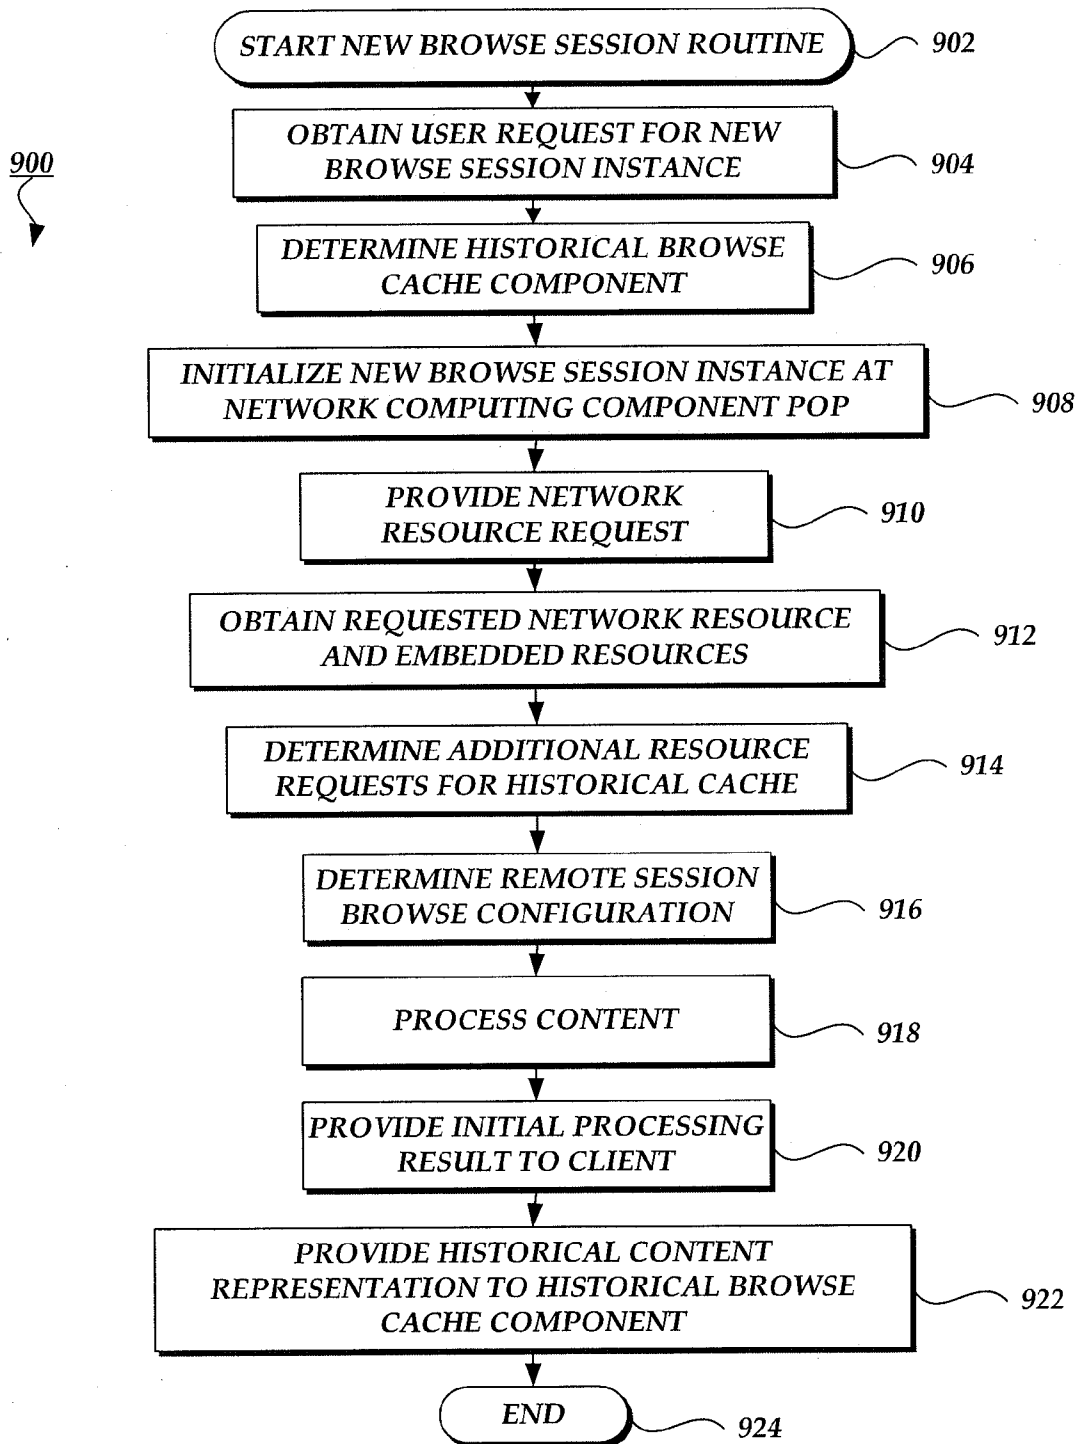 START NEW BROWSE SESSION ROUTINE
902
OBTAIN USER REQUEST FOR NEW
BROWSE SESSION INSTANCE
904
900
DETERMINE HISTORICAL BROWSE
CACHE COMPONENT
906
INITIALIZE NEW BROWSE SESSION INSTANCE AT
NETWORK COMPUTING COMPONENT POP
908
PROVIDE NETWORK
RESOURCE REQUEST
910
OBTAIN REQUESTED NETWORK RESOURCE
AND EMBEDDED RESOURCES
912
DETERMINE ADDITIONAL RESOURCE
REQUESTS FOR HISTORICAL CACHE
914
DETERMINE REMOTE SESSION
BROWSE CONFIGURATION
916
PROCESS CONTENT
918
PROVIDE INITIAL PROCESSING
RESULT TO CLIENT
920
PROVIDE HISTORICAL CONTENT
REPRESENTATION TO HISTORICAL BROWSE
CACHE COMPONENT
922
END
924